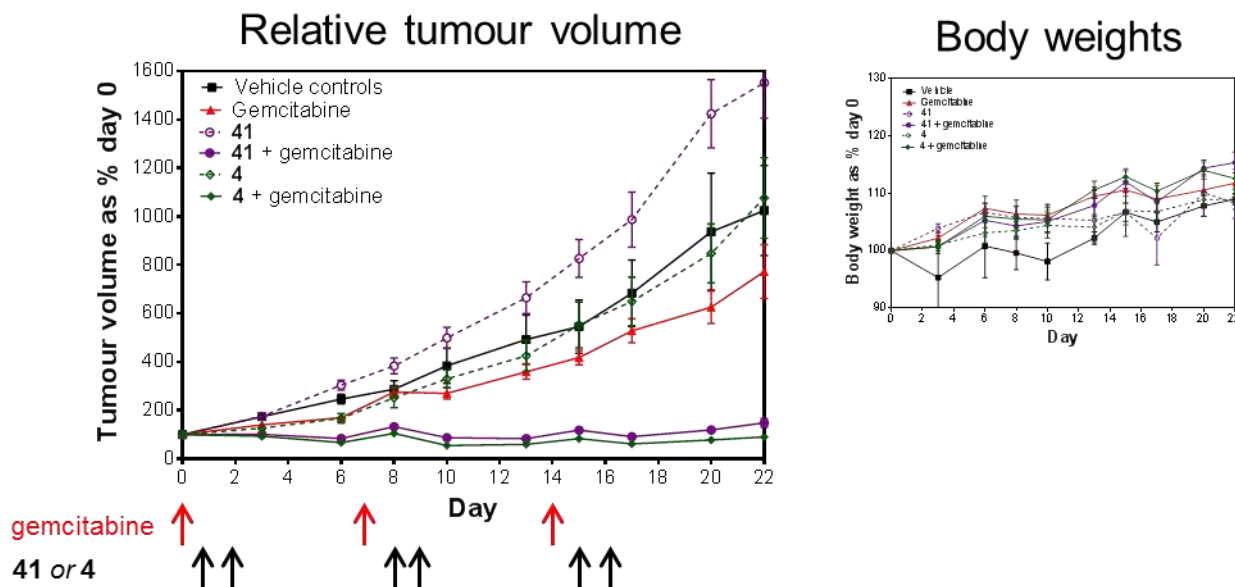 Relative tumour volume
Tumour volume as % day 0
1600
1400
1200
1000
800
600
400
200
0
Vehicle controls
Gemcitabine
41
41 + gemcitabine
4
4 + gemcitabine
0 2 4 6 8 10 12 14 16 18 20 22
Day
gemcitabine
41 or 4
Body weights
Body weight as % day 0
130
120
110
100
90
Vehicle
Gemcitabine
41
41 + gemcitabine
4
4 + gemcitabine
0 2 4 6 8 10 12 14 16 18 20 22
Day